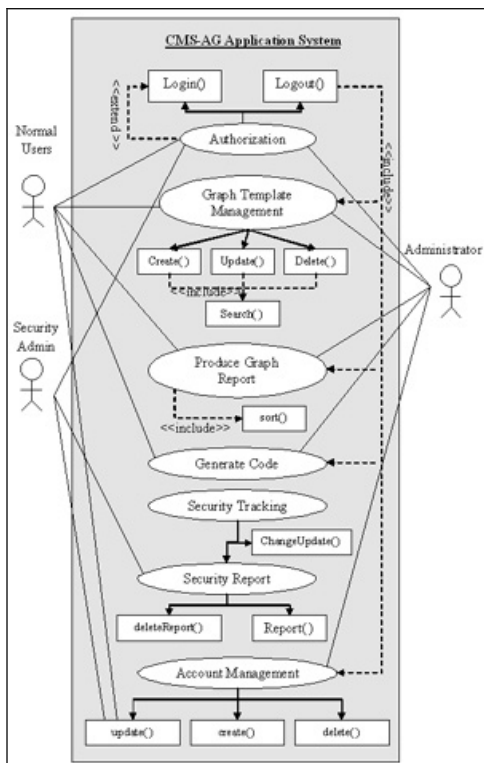 CMS-AG Application System
Login()
Logout()
<<extend>>
Authorization
Normal
Users
<<include>>
Graph Template
Management
Administrator
Create()
Update()
Delete()
<<include>>
Search()
Security
Admin
Produce Graph
Report
sort()
<<include>>
Generate Code
Security Tracking
ChangeUpdate()
Security Report
deleteReport()
Report()
Account Management
update()
create()
delete()